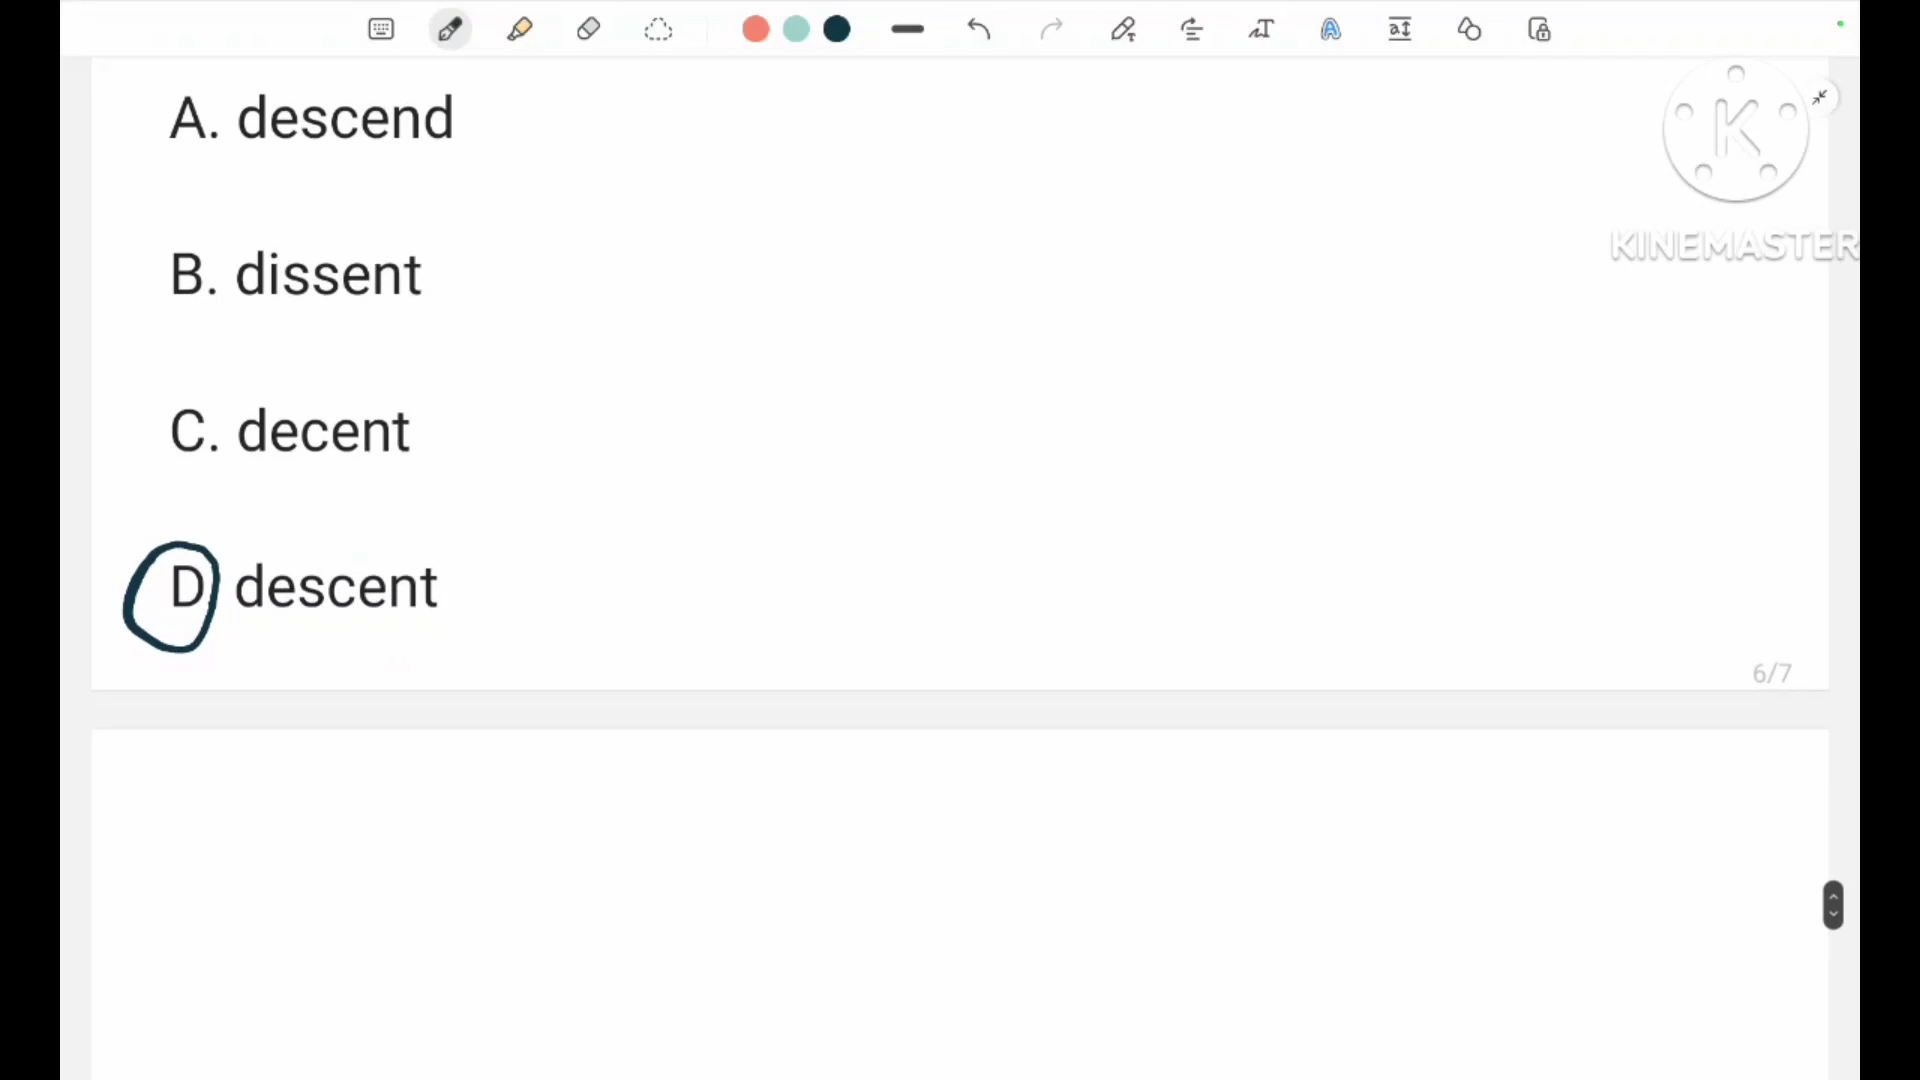 A. descend
K
KINEMASTER
B. dissent
C. decent
D descent
6/7